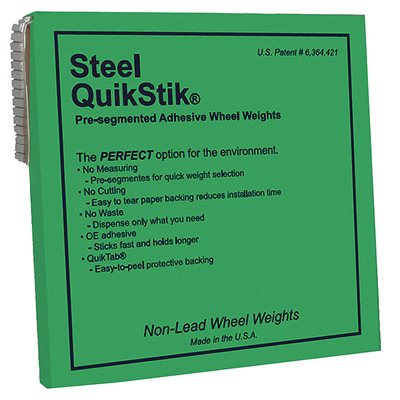 U.S. Patent # 6,364,421
Steel
QuikStik®
Pre-segmented Adhesive Wheel Weights
The PERFECT option for the environment.
• No Measuring
- Pre-segmentes for quick weight selection
• No Cutting
- Easy to tear paper backing reduces installation time
• No Waste
- Dispense only what you need
• OE adhesive
- Sticks fast and holds longer
• QuikTab®
- Easy-to-peel protective backing
Non-Lead Wheel Weights
Made in the U.S.A.